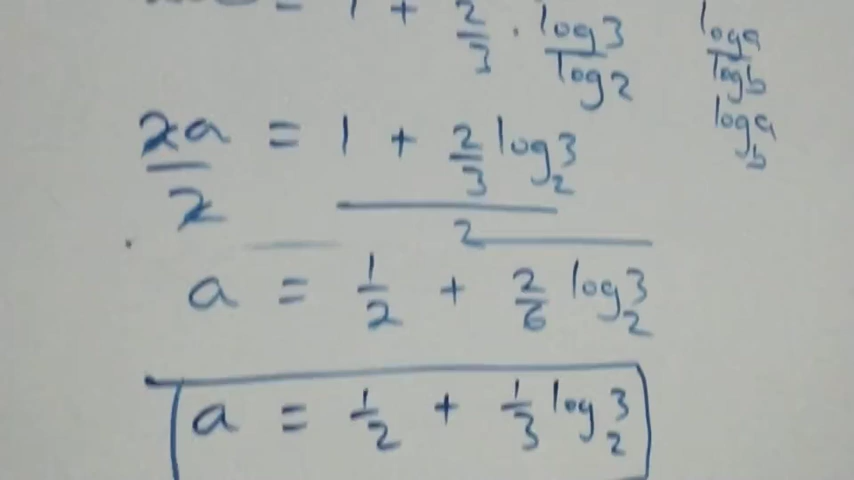 = 1 + 2/3 · log3/log2
loga/logb
log_b a
2a/2 = (1 + 2/3 log_2 3)/2
a = 1/2 + 2/6 log_2 3
a = 1/2 + 1/3 log_2 3